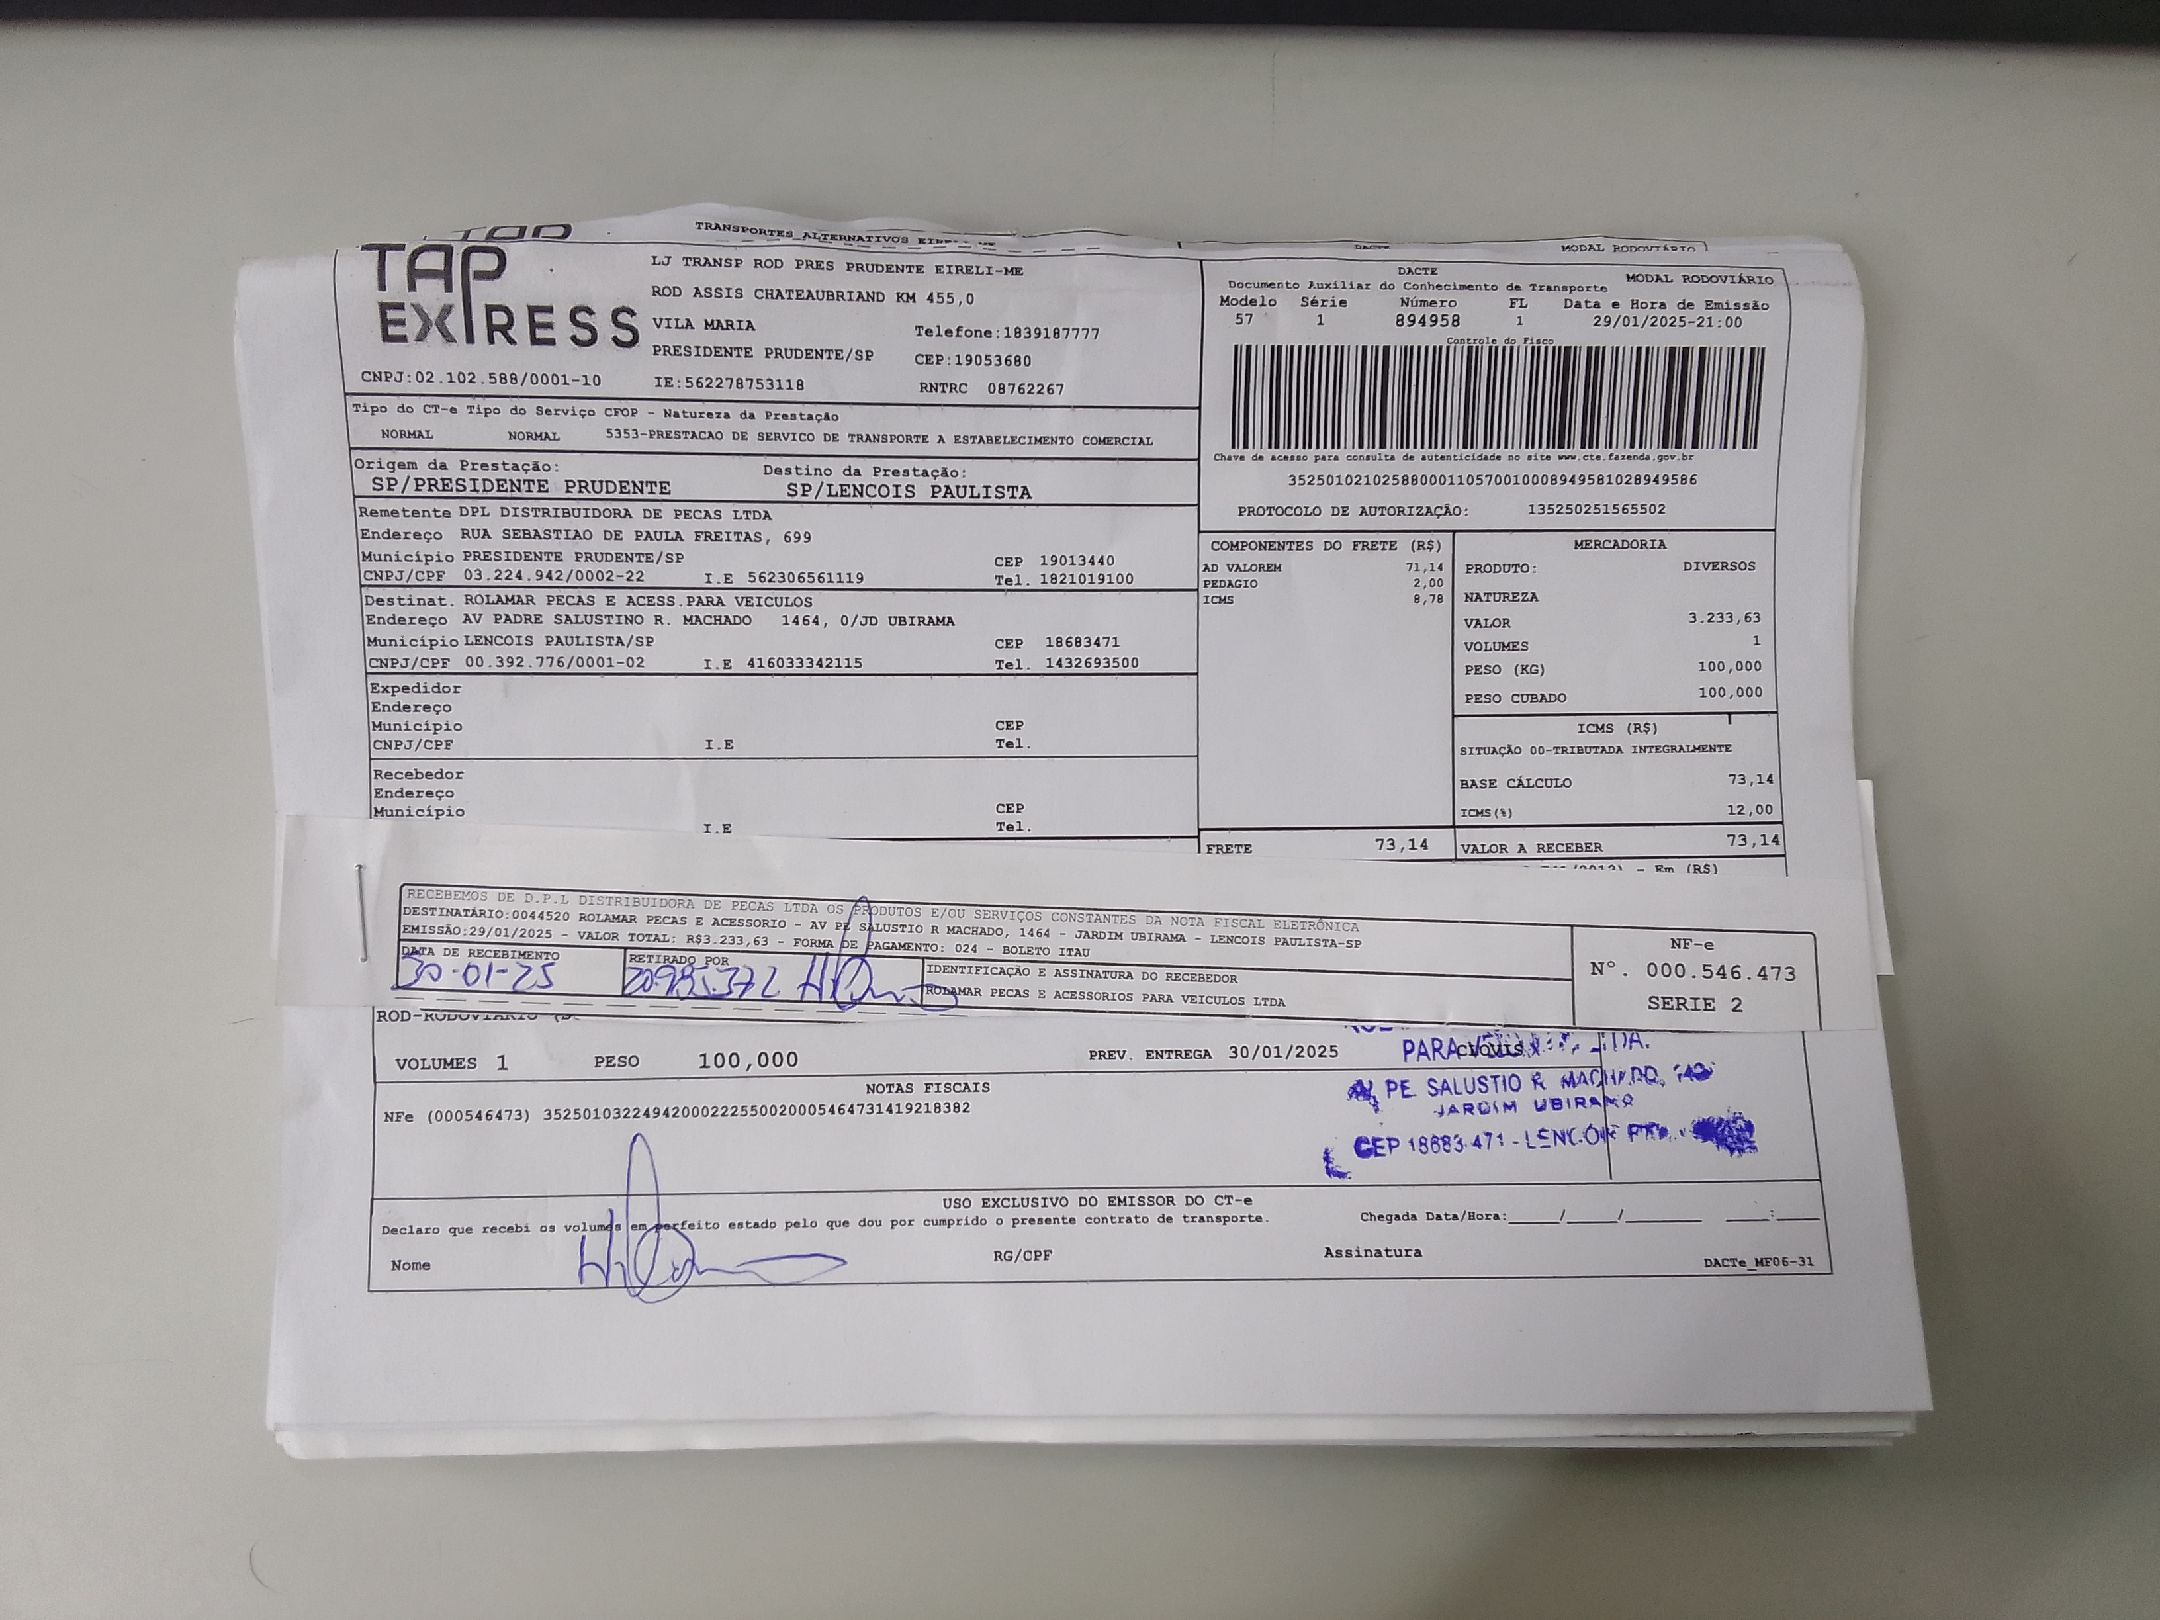 TRANSPORTES ALTERNATIVOS
DACTE
MODAL RODOVIÁRIO
TAP
EXPRESS
LJ TRANSP ROD PRES PRUDENTE EIRELI-ME
ROD ASSIS CHATEAUBRIAND KM 455,0
VILA MARIA Telefone:1839187777
PRESIDENTE PRUDENTE/SP CEP:19053680
CNPJ:02.102.588/0001-10 IE:562278753118 RNTRC 08762267
DACTE
Documento Auxiliar do Conhecimento de Transporte MODAL RODOVIÁRIO
Modelo Série Número FL Data e Hora de Emissão
57 1 894958 1 29/01/2025-21:00
Controle do Fisco
Chave de acesso para consulta de autenticidade no site www.cte.fazenda.gov.br
35250102102588000110570010008949581028949586
PROTOCOLO DE AUTORIZAÇÃO: 135250251565502
Tipo do CT-e Tipo do Serviço CFOP - Natureza da Prestação
NORMAL NORMAL 5353-PRESTACAO DE SERVICO DE TRANSPORTE A ESTABELECIMENTO COMERCIAL
Origem da Prestação: Destino da Prestação:
SP/PRESIDENTE PRUDENTE SP/LENCOIS PAULISTA
Remetente DPL DISTRIBUIDORA DE PECAS LTDA
Endereço RUA SEBASTIAO DE PAULA FREITAS, 699
Município PRESIDENTE PRUDENTE/SP CEP 19013440
CNPJ/CPF 03.224.942/0002-22 I.E 562306561119 Tel. 1821019100
Destinat. ROLAMAR PECAS E ACESS.PARA VEICULOS
Endereço AV PADRE SALUSTINO R. MACHADO 1464, 0/JD UBIRAMA
Município LENCOIS PAULISTA/SP CEP 18683471
CNPJ/CPF 00.392.776/0001-02 I.E 416033342115 Tel. 1432693500
Expedidor
Endereço
Município CEP
CNPJ/CPF I.E Tel.
Recebedor
Endereço
Município CEP
I.E Tel.
COMPONENTES DO FRETE (R$)
AD VALOREM 71,14
PEDAGIO 2,00
ICMS 8,78
FRETE 73,14
MERCADORIA
PRODUTO: DIVERSOS
NATUREZA
VALOR 3.233,63
VOLUMES 1
PESO (KG) 100,000
PESO CUBADO 100,000
ICMS (R$)
SITUAÇÃO 00-TRIBUTADA INTEGRALMENTE
BASE CÁLCULO 73,14
ICMS(%) 12,00
VALOR A RECEBER 73,14
- Em (R$)
RECEBEMOS DE D.P.L DISTRIBUIDORA DE PECAS LTDA OS PRODUTOS E/OU SERVIÇOS CONSTANTES DA NOTA FISCAL ELETRÔNICA
DESTINATÁRIO:0044520 ROLAMAR PECAS E ACESSORIO - AV PE SALUSTIO R MACHADO, 1464 - JARDIM UBIRAMA - LENCOIS PAULISTA-SP
EMISSÃO:29/01/2025 - VALOR TOTAL: R$3.233,63 - FORMA DE PAGAMENTO: 024 - BOLETO ITAU
DATA DE RECEBIMENTO RETIRADO POR IDENTIFICAÇÃO E ASSINATURA DO RECEBEDOR
30-01-25
ROLAMAR PECAS E ACESSORIOS PARA VEICULOS LTDA
NF-e
Nº. 000.546.473
SERIE 2
ROD-RODOVIÁRIO
VOLUMES 1 PESO 100,000 PREV. ENTREGA 30/01/2025 CLOVIS
PARA
PE. SALUSTIO R. MACHADO,
JARDIM UBIRAMA
CEP 18683-471 -
NOTAS FISCAIS
NFe (000546473) 35250103224942000222550020005464731419218382
USO EXCLUSIVO DO EMISSOR DO CT-e
Declaro que recebi os volumes em perfeito estado pelo que dou por cumprido o presente contrato de transporte. Chegada Data/Hora:____/____/______ ____:____
Nome RG/CPF Assinatura
DACTe_MF06-31